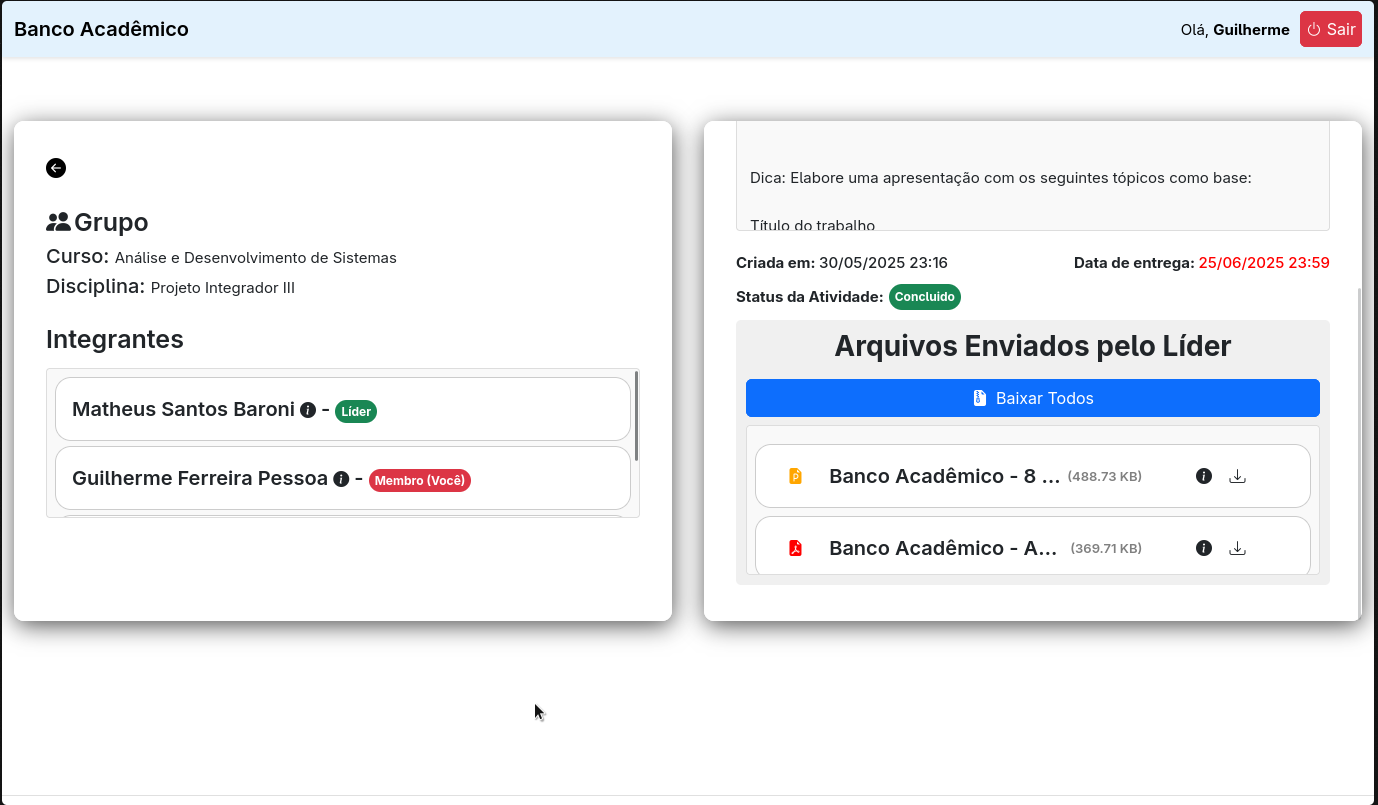 Banco Acadêmico
Olá, Guilherme
Sair
Grupo
Curso: Análise e Desenvolvimento de Sistemas
Disciplina: Projeto Integrador III
Integrantes
Matheus Santos Baroni - Líder
Guilherme Ferreira Pessoa - Membro (Você)
Dica: Elabore uma apresentação com os seguintes tópicos como base:
Título do trabalho
Criada em: 30/05/2025 23:16
Data de entrega: 25/06/2025 23:59
Status da Atividade: Concluido
Arquivos Enviados pelo Líder
Baixar Todos
Banco Acadêmico - 8 ... (488.73 KB)
Banco Acadêmico - A... (369.71 KB)